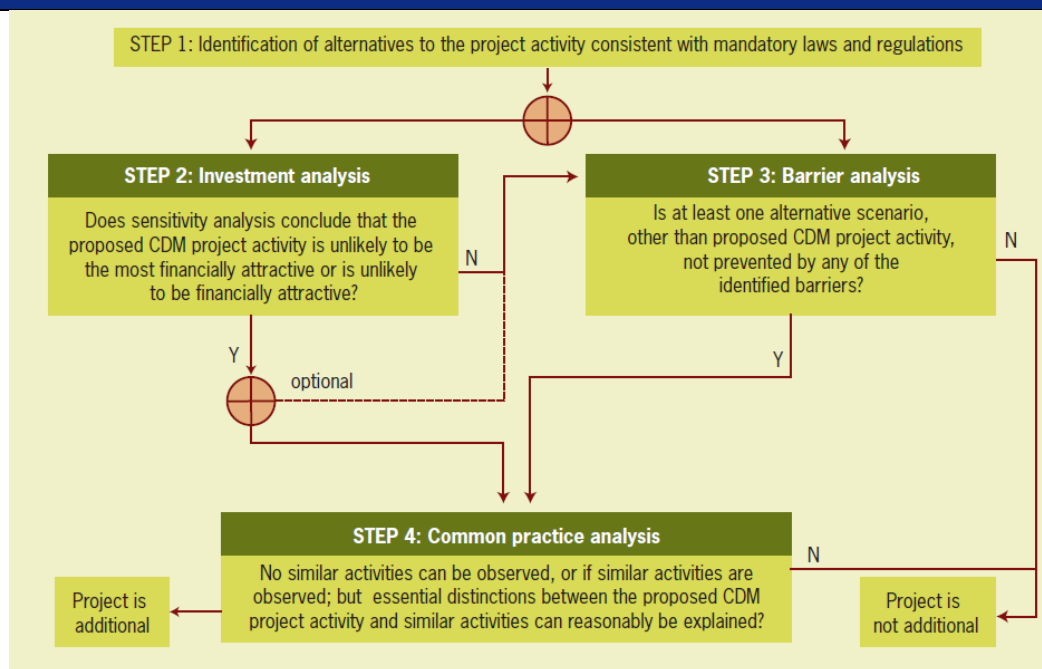 STEP 1: Identification of alternatives to the project activity consistent with mandatory laws and regulations
STEP 2: Investment analysis
Does sensitivity analysis conclude that the
proposed CDM project activity is unlikely to be
the most financially attractive or is unlikely
to be financially attractive?
N
Y
optional
STEP 3: Barrier analysis
Is at least one alternative scenario,
other than proposed CDM project activity,
not prevented by any of the
identified barriers?
N
Y
STEP 4: Common practice analysis
No similar activities can be observed, or if similar activities are
observed; but essential distinctions between the proposed CDM
project activity and similar activities can reasonably be explained?
N
Project is
additional
Project is
not additional